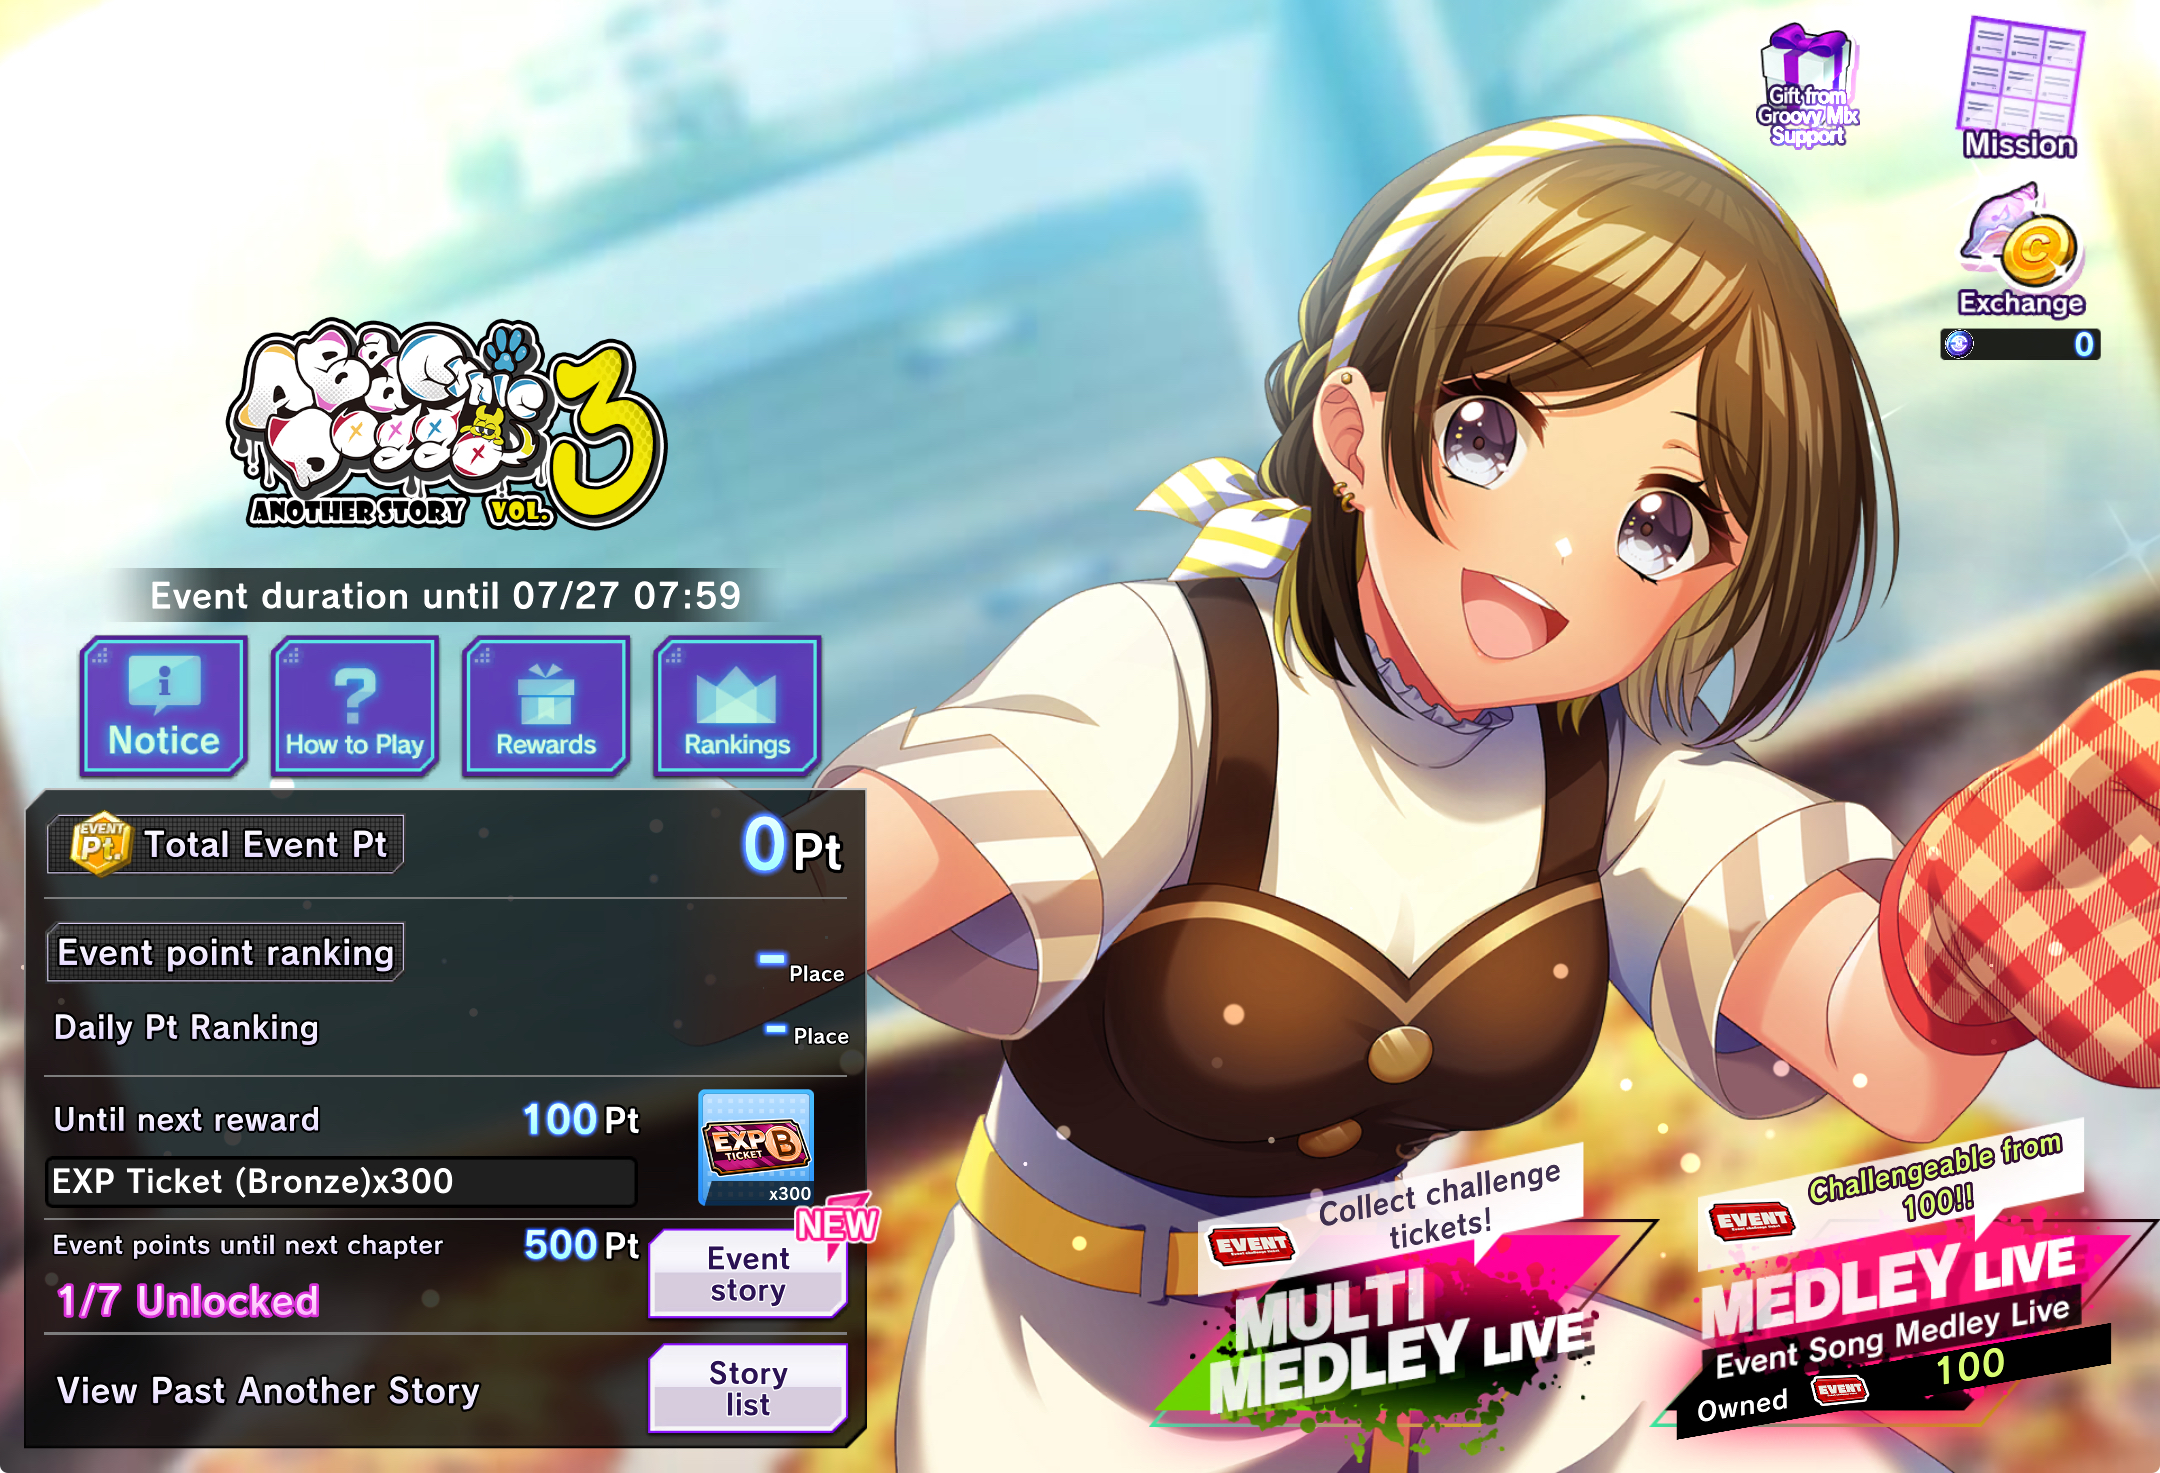 Gift from
Groovy Mix
Support
Mission
Exchange
0
ANOTHER STORY VOL. 3
Event duration until 07/27 07:59
Notice
How to Play
Rewards
Rankings
EVENT
Pt.
Total Event Pt
0 Pt
Event point ranking
- Place
Daily Pt Ranking
- Place
Until next reward
100 Pt
EXP
TICKET
B
x300
EXP Ticket (Bronze)x300
Event points until next chapter
500 Pt
1/7 Unlocked
NEW
Event
story
View Past Another Story
Story
list
EVENT
Collect challenge
tickets!
MULTI
MEDLEY LIVE
EVENT
Challengeable from
100!!
MEDLEY LIVE
Event Song Medley Live
Owned
EVENT
100